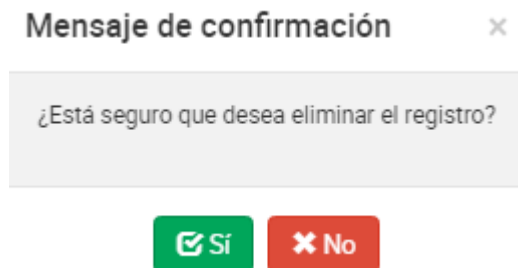 Mensaje de confirmación ×
¿Está seguro que desea eliminar el registro?
Sí No